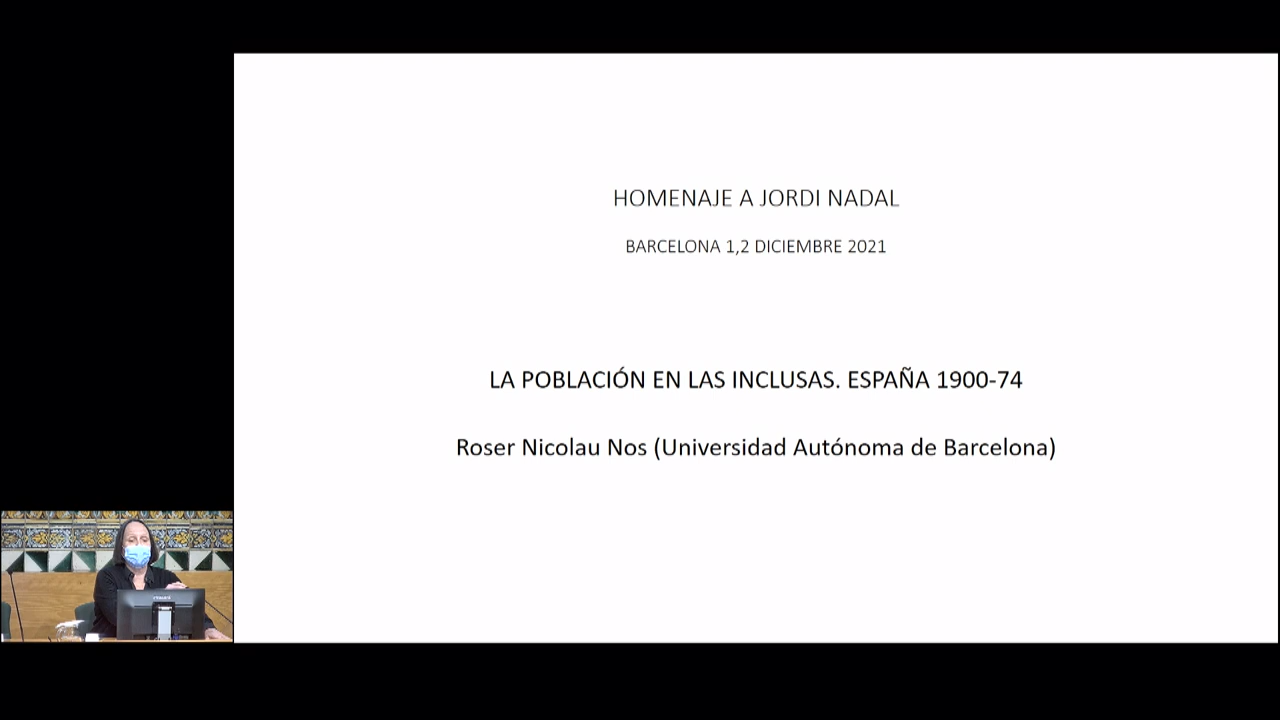 HOMENAJE A JORDI NADAL
BARCELONA 1,2 DICIEMBRE 2021
LA POBLACIÓN EN LAS INCLUSAS. ESPAÑA 1900-74
Roser Nicolau Nos (Universidad Autónoma de Barcelona)